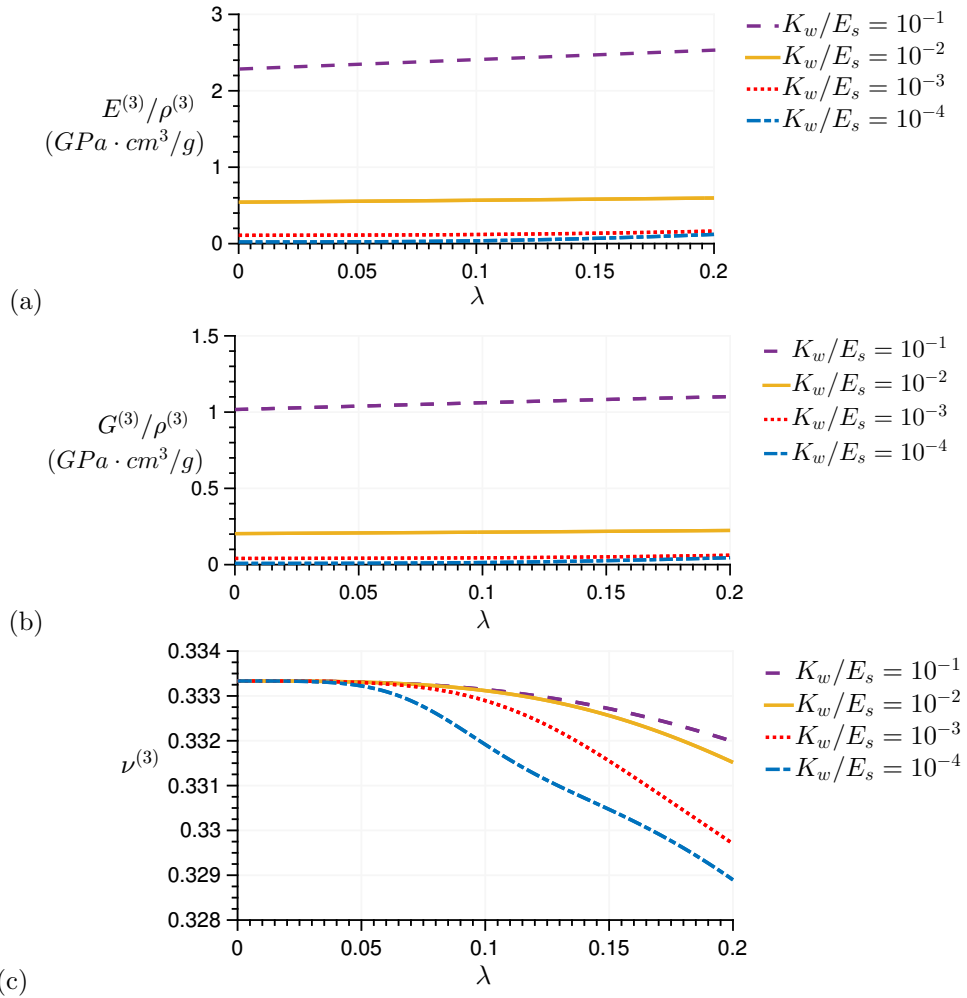 3
2
1
0
E^{(3)}/ρ^{(3)}
(GPa · cm^3/g)
0 0.05 0.1 0.15 0.2
λ
K_w/E_s = 10^{-1}
K_w/E_s = 10^{-2}
K_w/E_s = 10^{-3}
K_w/E_s = 10^{-4}
(a)
1.5
1
0.5
0
G^{(3)}/ρ^{(3)}
(GPa · cm^3/g)
0 0.05 0.1 0.15 0.2
λ
K_w/E_s = 10^{-1}
K_w/E_s = 10^{-2}
K_w/E_s = 10^{-3}
K_w/E_s = 10^{-4}
(b)
0.334
0.333
0.332
0.331
0.33
0.329
0.328
ν^{(3)}
0 0.05 0.1 0.15 0.2
λ
K_w/E_s = 10^{-1}
K_w/E_s = 10^{-2}
K_w/E_s = 10^{-3}
K_w/E_s = 10^{-4}
(c)